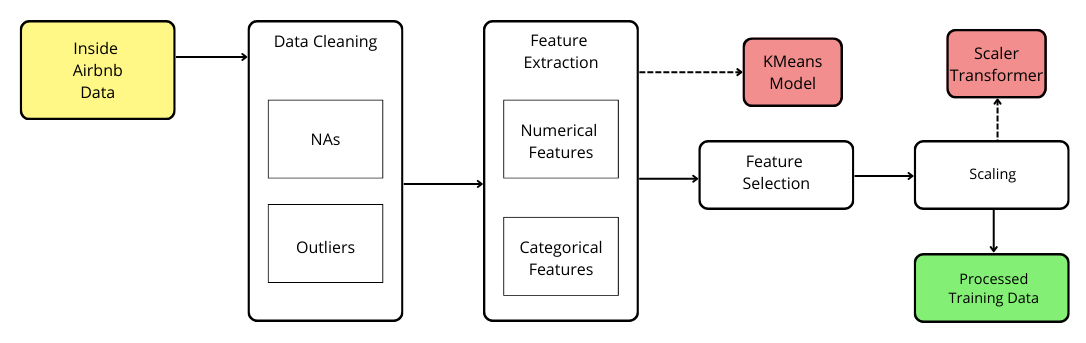 Inside
Airbnb
Data
Data Cleaning
NAs
Outliers
Feature
Extraction
Numerical
Features
Categorical
Features
KMeans
Model
Feature
Selection
Scaler
Transformer
Scaling
Processed
Training Data